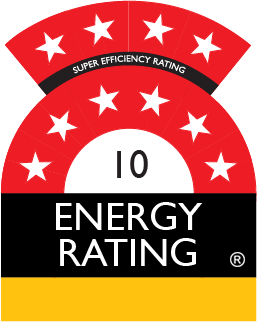 SUPER EFFICIENCY RATING
10
ENERGY
RATING ®